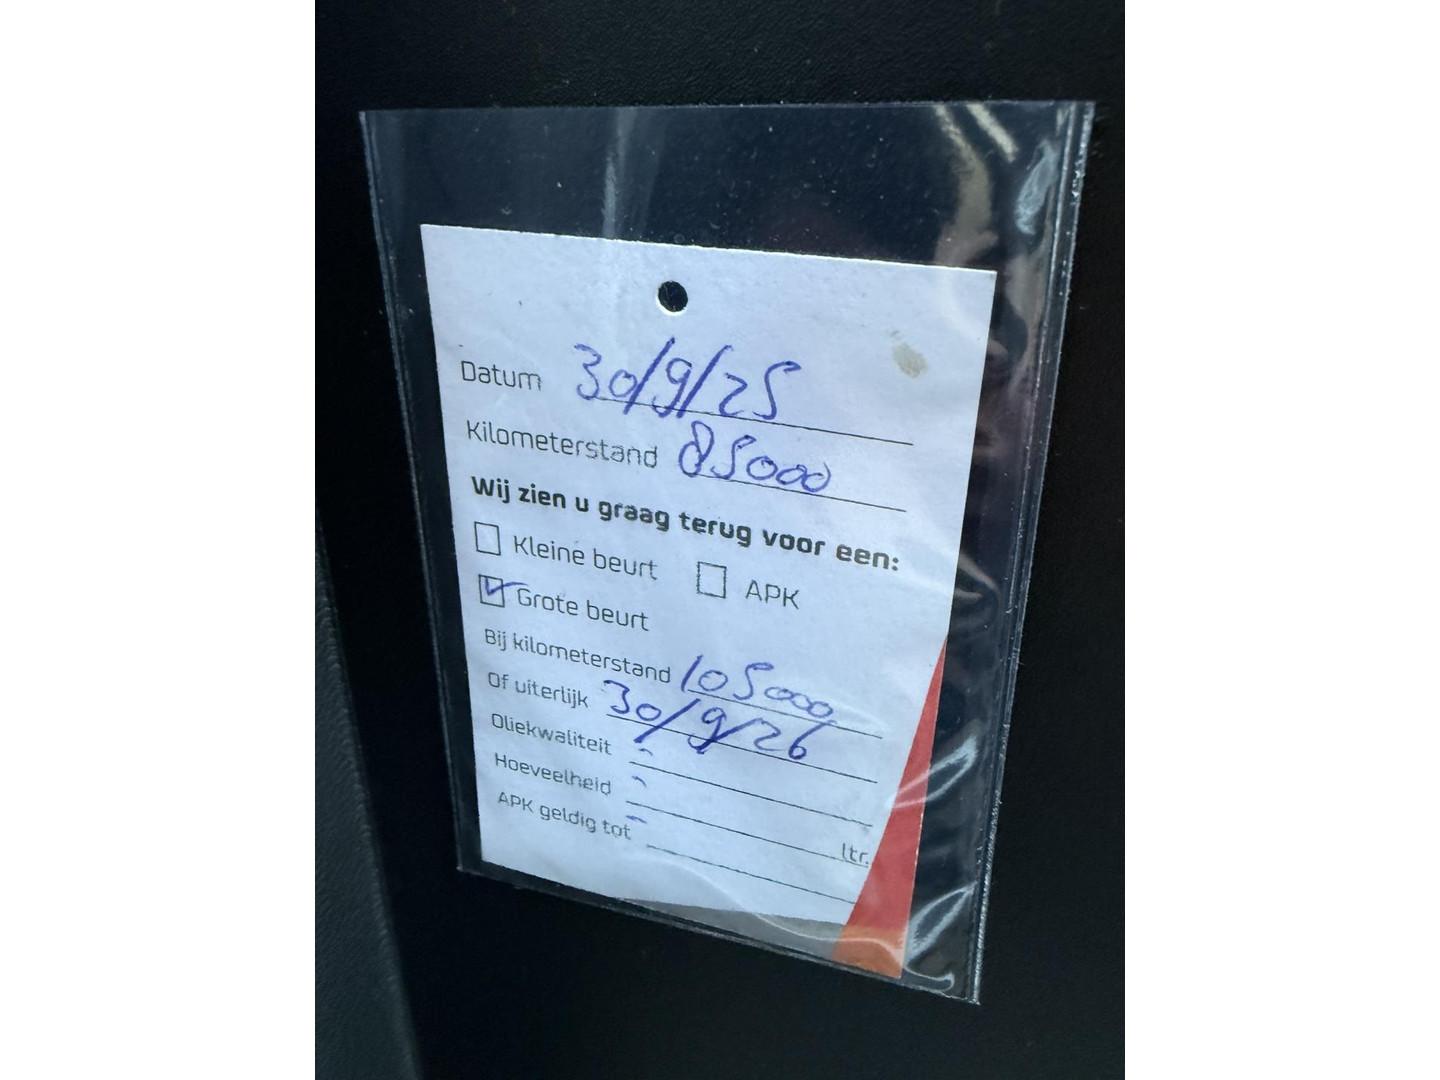 Datum 30/9/25
Kilometerstand 85000
Wij zien u graag terug voor een:
Kleine beurt APK
Grote beurt
Bij kilometerstand 105000
Of uiterlijk 30/9/26
Oliekwaliteit
Hoeveelheid ltr.
APK geldig tot